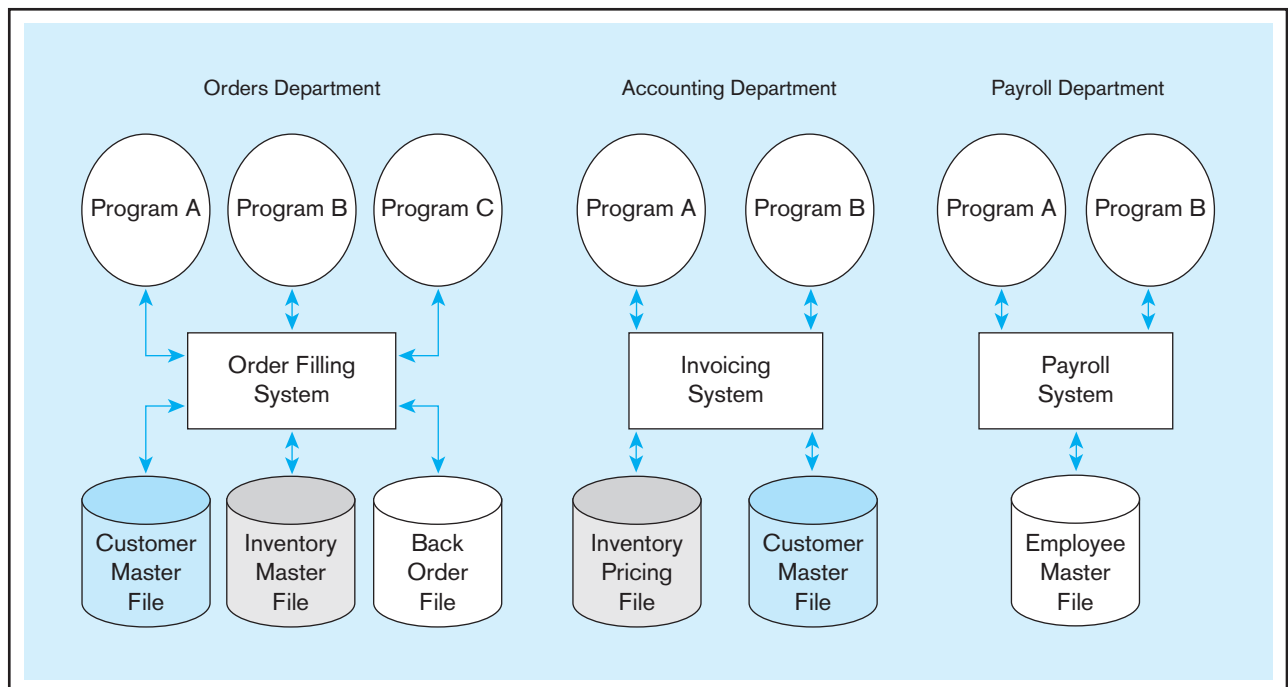 Orders Department
Accounting Department
Payroll Department
Program A
Program B
Program C
Program A
Program B
Program A
Program B
Order Filling
System
Invoicing
System
Payroll
System
Customer
Master
File
Inventory
Master
File
Back
Order
File
Inventory
Pricing
File
Customer
Master
File
Employee
Master
File